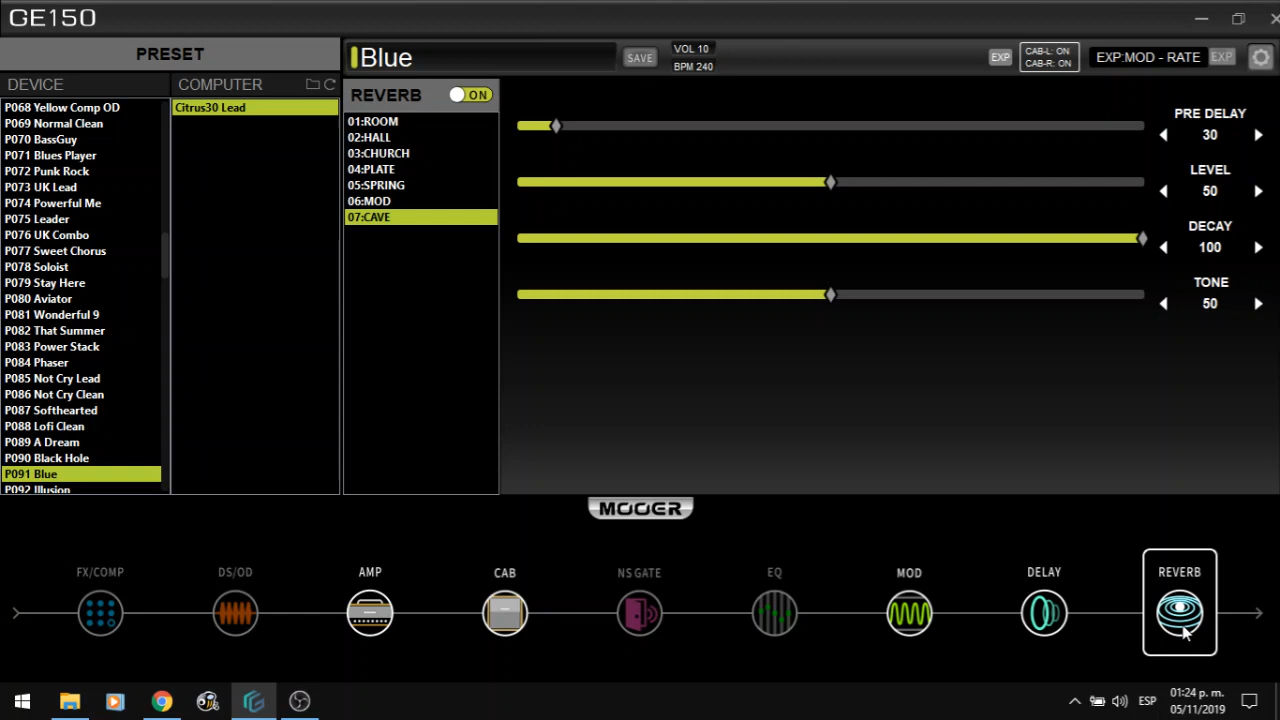 GE150
PRESET
DEVICE
COMPUTER
P068 Yellow Comp OD
P069 Normal Clean
P070 BassGuy
P071 Blues Player
P072 Punk Rock
P073 UK Lead
P074 Powerful Me
P075 Leader
P076 UK Combo
P077 Sweet Chorus
P078 Soloist
P079 Stay Here
P080 Aviator
P081 Wonderful 9
P082 That Summer
P083 Power Stack
P084 Phaser
P085 Not Cry Lead
P086 Not Cry Clean
P087 Softhearted
P088 Lofi Clean
P089 A Dream
P090 Black Hole
P091 Blue
P092 Illusion
Citrus30 Lead
Blue
SAVE
VOL 10
BPM 240
EXP
CAB-L: ON
CAB-R: ON
EXP:MOD - RATE
EXP
REVERB
ON
01:ROOM
02:HALL
03:CHURCH
04:PLATE
05:SPRING
06:MOD
07:CAVE
PRE DELAY
30
LEVEL
50
DECAY
100
TONE
50
MOOER
FX/COMP
DS/OD
AMP
CAB
NS GATE
EQ
MOD
DELAY
REVERB
ESP
01:24 p. m.
05/11/2019